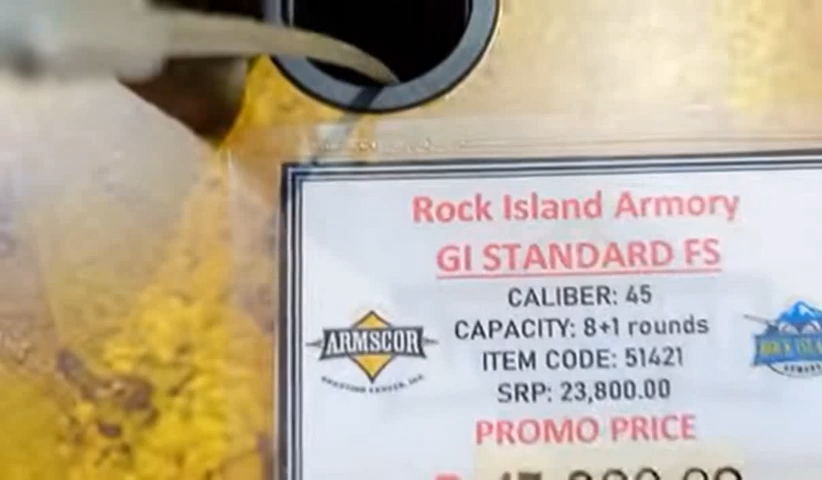 Rock Island Armory
GI STANDARD FS
CALIBER: 45
CAPACITY: 8+1 rounds
ARMSCOR
ITEM CODE: 51421
SRP: 23,800.00
PROMO PRICE